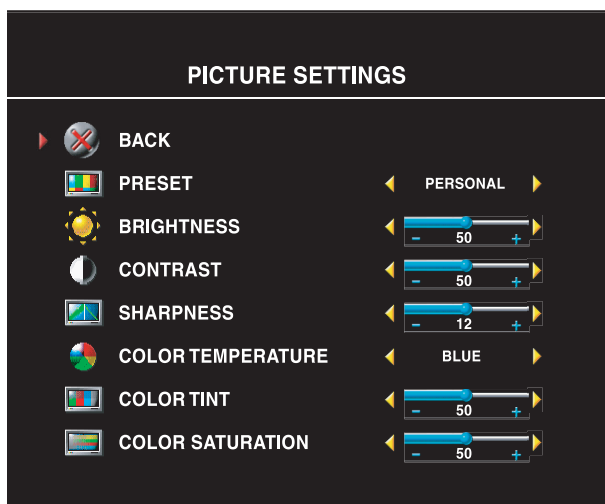 PICTURE SETTINGS
BACK
PRESET PERSONAL
BRIGHTNESS - 50 +
CONTRAST - 50 +
SHARPNESS - 12 +
COLOR TEMPERATURE BLUE
COLOR TINT - 50 +
COLOR SATURATION - 50 +